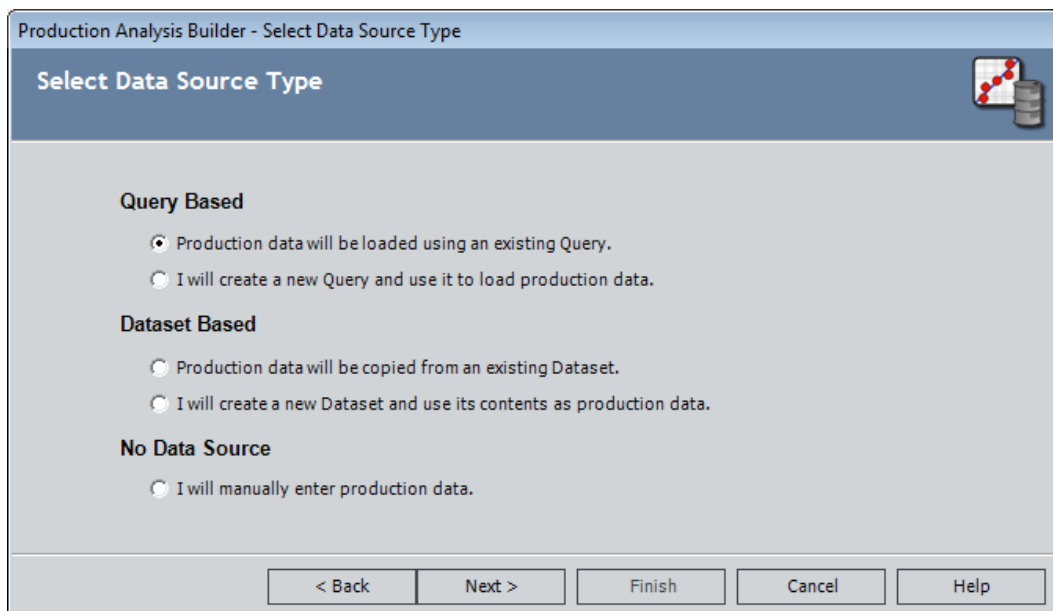 Production Analysis Builder - Select Data Source Type
Select Data Source Type
Query Based
Production data will be loaded using an existing Query.
I will create a new Query and use it to load production data.
Dataset Based
Production data will be copied from an existing Dataset.
I will create a new Dataset and use its contents as production data.
No Data Source
I will manually enter production data.
< Back Next > Finish Cancel Help